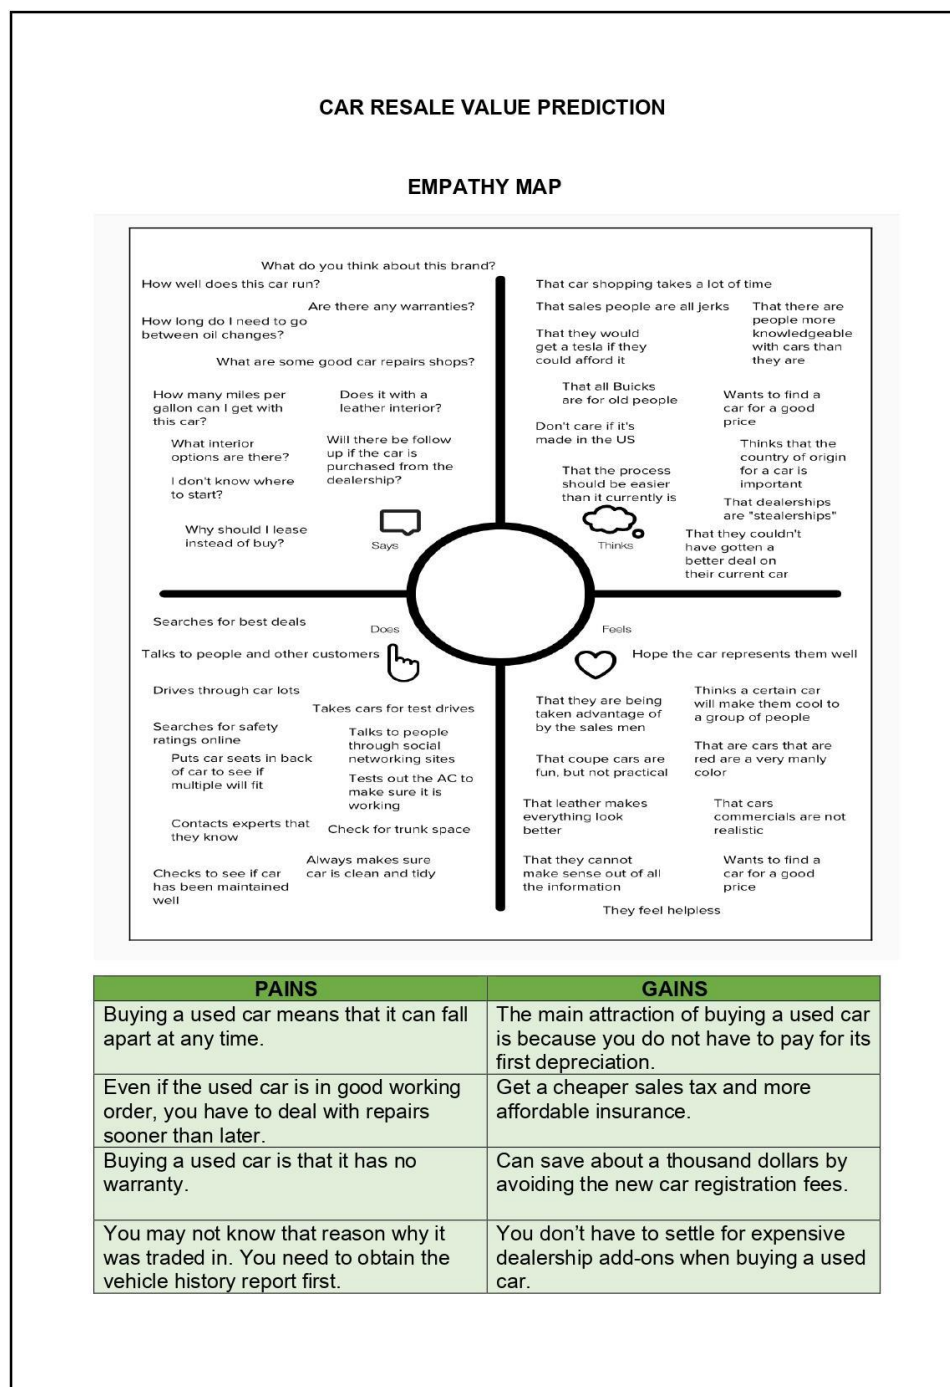 CAR RESALE VALUE PREDICTION
EMPATHY MAP
What do you think about this brand?
How well does this car run?
Are there any warranties?
How long do I need to go
between oil changes?
What are some good car repairs shops?
How many miles per
gallon can I get with
this car?
Does it with a
leather interior?
What interior
options are there?
Will there be follow
up if the car is
purchased from the
dealership?
I don't know where
to start?
Why should I lease
instead of buy?
Says
That car shopping takes a lot of time
That sales people are all jerks
That there are
people more
knowledgeable
with cars than
they are
That they would
get a tesla if they
could afford it
That all Buicks
are for old people
Wants to find a
car for a good
price
Don't care if it's
made in the US
Thinks that the
country of origin
for a car is
important
That the process
should be easier
than it currently is
That dealerships
are "stealerships"
Thinks
That they couldn't
have gotten a
better deal on
their current car
Searches for best deals
Does
Talks to people and other customers
Drives through car lots
Takes cars for test drives
Searches for safety
ratings online
Talks to people
through social
networking sites
Puts car seats in back
of car to see if
multiple will fit
Tests out the AC to
make sure it is
working
Contacts experts that
they know
Check for trunk space
Always makes sure
car is clean and tidy
Checks to see if car
has been maintained
well
Feels
Hope the car represents them well
That they are being
taken advantage of
by the sales men
Thinks a certain car
will make them cool to
a group of people
That coupe cars are
fun, but not practical
That are cars that are
red are a very manly
color
That leather makes
everything look
better
That cars
commercials are not
realistic
That they cannot
make sense out of all
the information
Wants to find a
car for a good
price
They feel helpless
PAINS
GAINS
Buying a used car means that it can fall
apart at any time.
The main attraction of buying a used car
is because you do not have to pay for its
first depreciation.
Even if the used car is in good working
order, you have to deal with repairs
sooner than later.
Get a cheaper sales tax and more
affordable insurance.
Buying a used car is that it has no
warranty.
Can save about a thousand dollars by
avoiding the new car registration fees.
You may not know that reason why it
was traded in. You need to obtain the
vehicle history report first.
You don’t have to settle for expensive
dealership add-ons when buying a used
car.